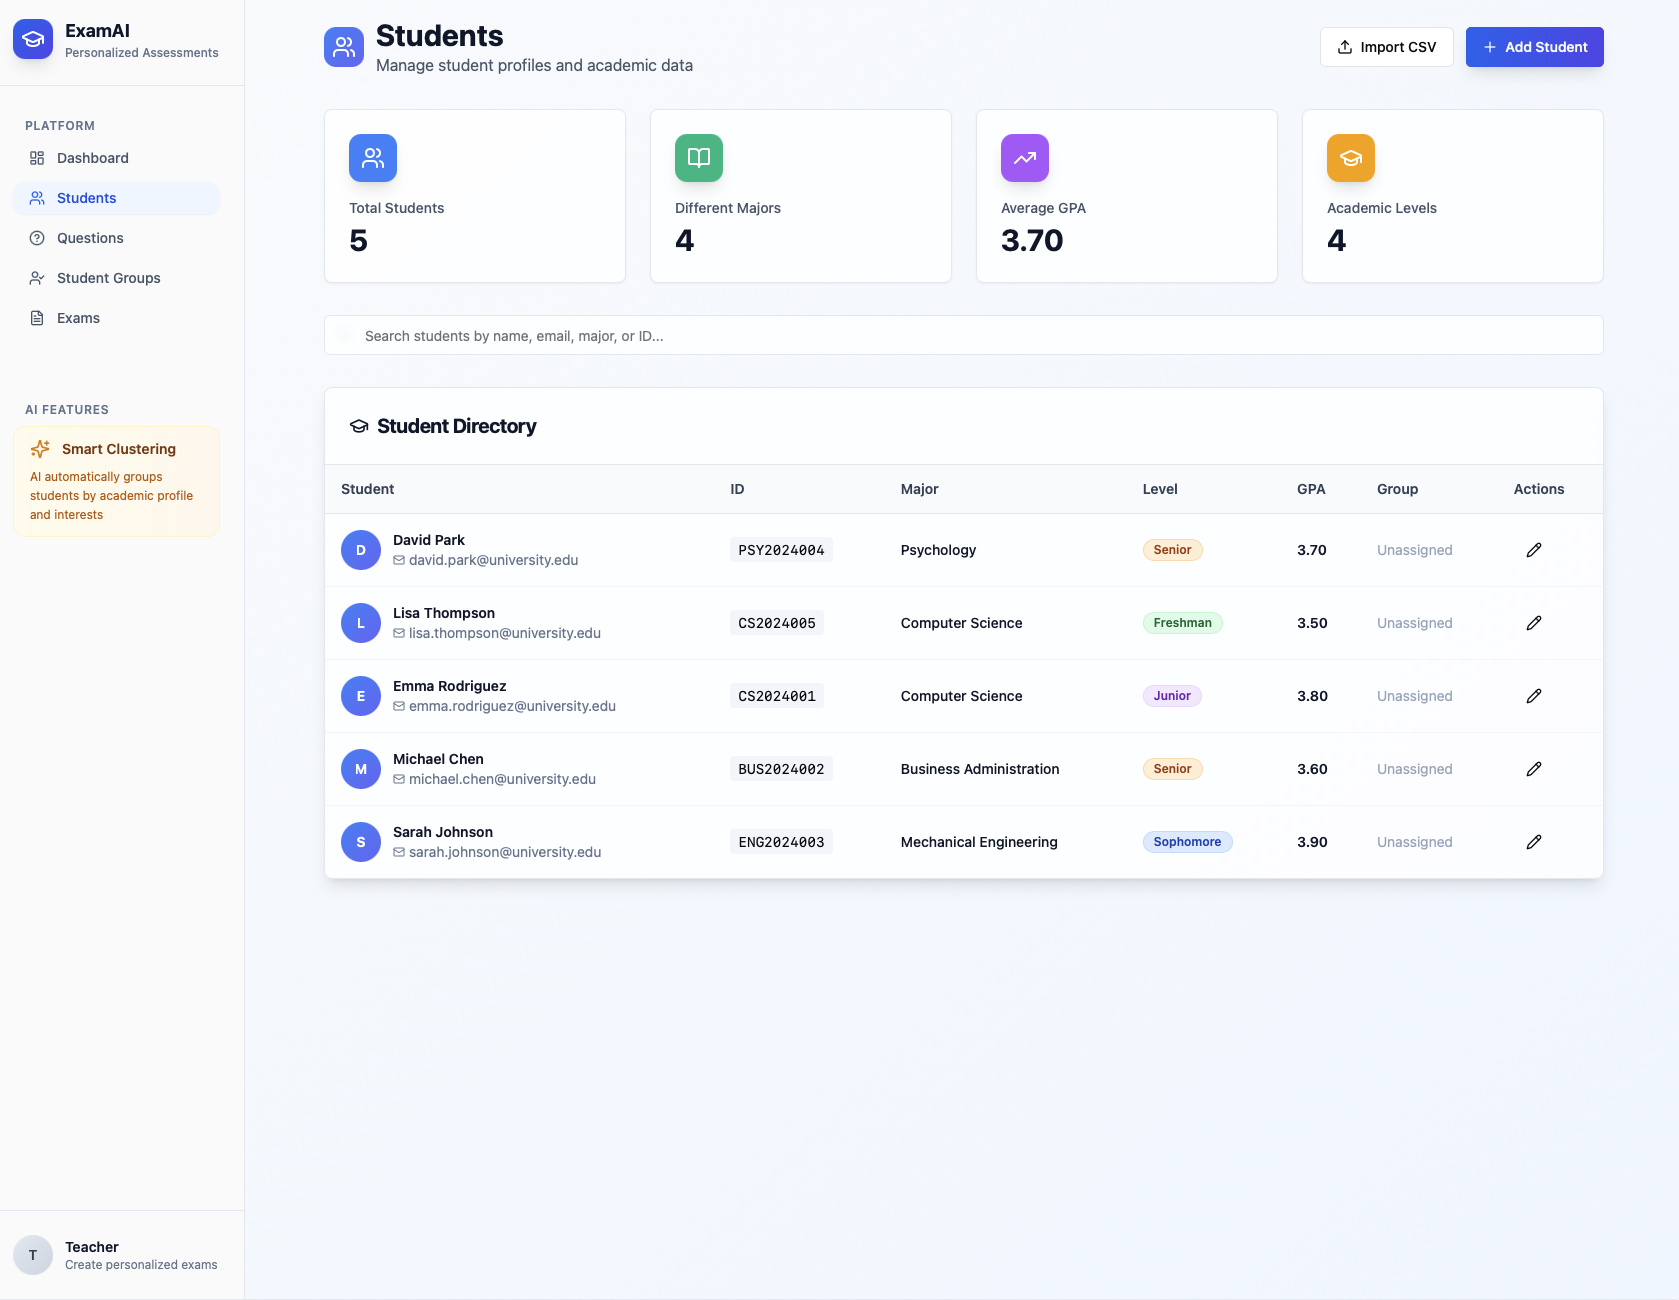 ExamAI
Personalized Assessments
PLATFORM
Dashboard
Students
Questions
Student Groups
Exams
AI FEATURES
Smart Clustering
AI automatically groups
students by academic profile
and interests
T
Teacher
Create personalized exams
Students
Manage student profiles and academic data
Import CSV
Add Student
Total Students
5
Different Majors
4
Average GPA
3.70
Academic Levels
4
Search students by name, email, major, or ID...
Student Directory
Student ID Major Level GPA Group Actions
D David Park PSY2024004 Psychology Senior 3.70 Unassigned
david.park@university.edu
L Lisa Thompson CS2024005 Computer Science Freshman 3.50 Unassigned
lisa.thompson@university.edu
E Emma Rodriguez CS2024001 Computer Science Junior 3.80 Unassigned
emma.rodriguez@university.edu
M Michael Chen BUS2024002 Business Administration Senior 3.60 Unassigned
michael.chen@university.edu
S Sarah Johnson ENG2024003 Mechanical Engineering Sophomore 3.90 Unassigned
sarah.johnson@university.edu